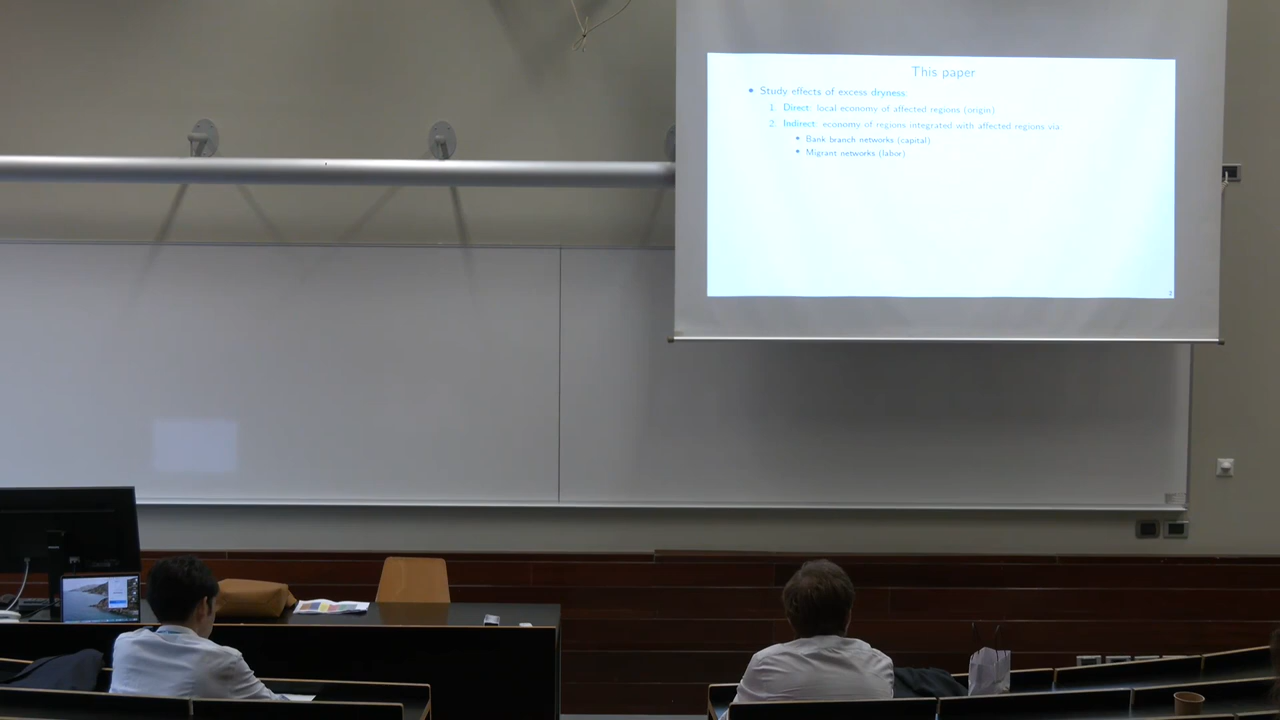 This paper
• Study effects of excess dryness:
1. Direct: local economy of affected regions (origin)
2. Indirect: economy of regions integrated with affected regions via:
• Bank branch networks (capital)
• Migrant networks (labor)
2